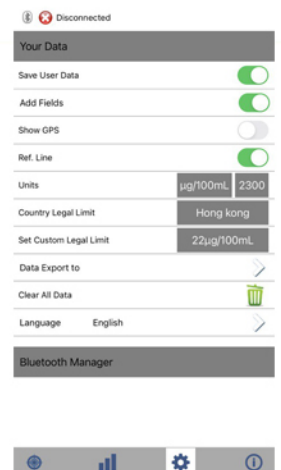 Disconnected
Your Data
Save User Data
Add Fields
Show GPS
Ref. Line
Units µg/100mL 2300
Country Legal Limit Hong kong
Set Custom Legal Limit 22µg/100mL
Data Export to
Clear All Data
Language English
Bluetooth Manager